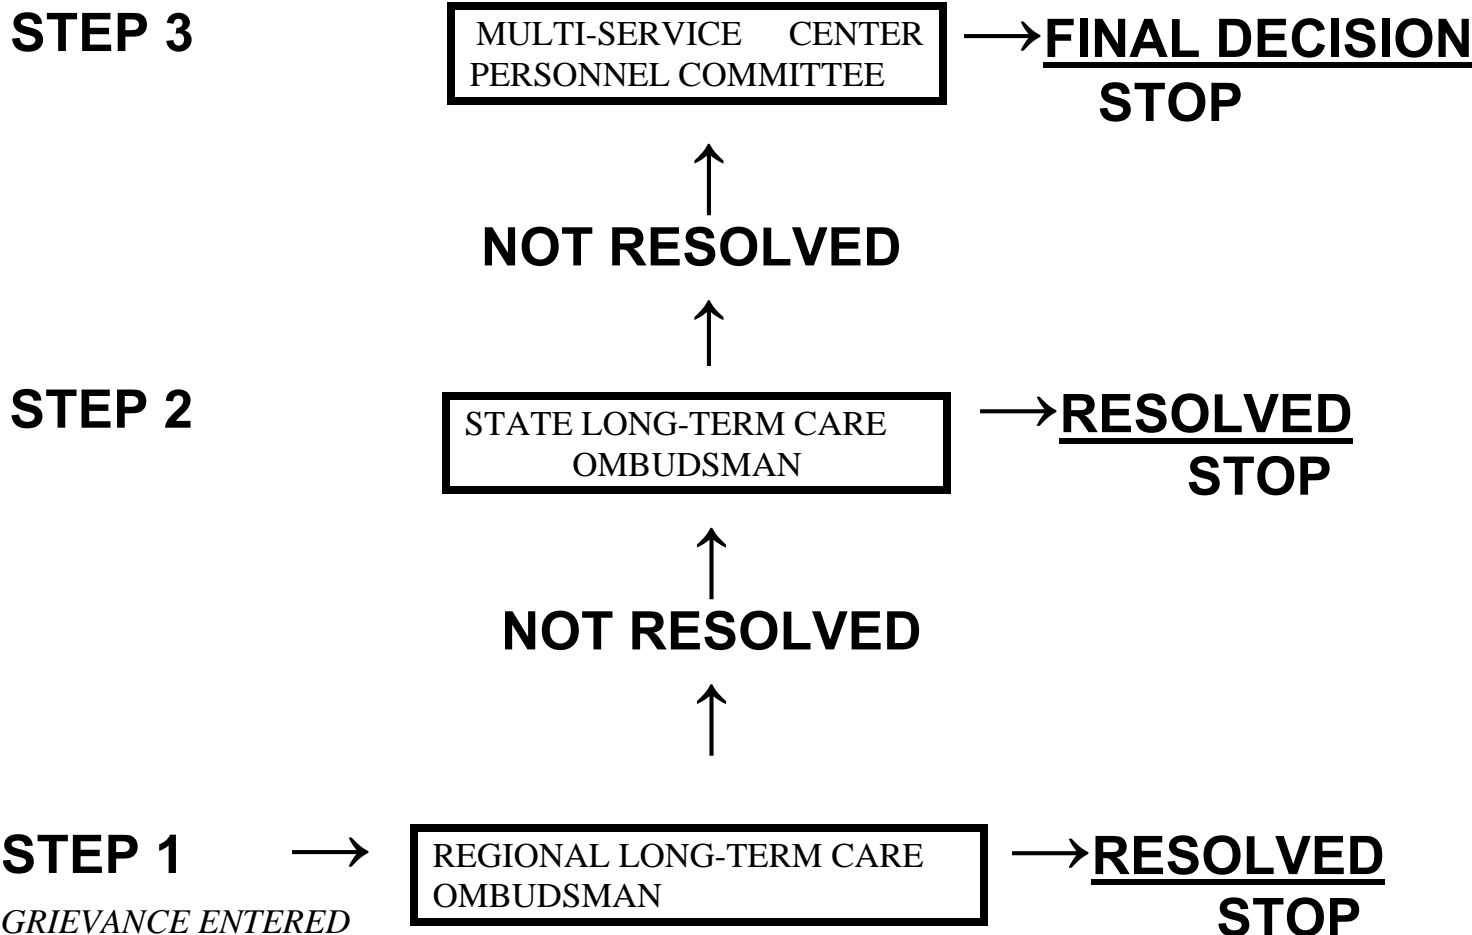 STEP 3
MULTI-SERVICE CENTER
PERSONNEL COMMITTEE
→FINAL DECISION
STOP
↑
NOT RESOLVED
↑
STEP 2
STATE LONG-TERM CARE
OMBUDSMAN
→RESOLVED
STOP
↑
NOT RESOLVED
↑
STEP 1 →
GRIEVANCE ENTERED
REGIONAL LONG-TERM CARE
OMBUDSMAN
→RESOLVED
STOP